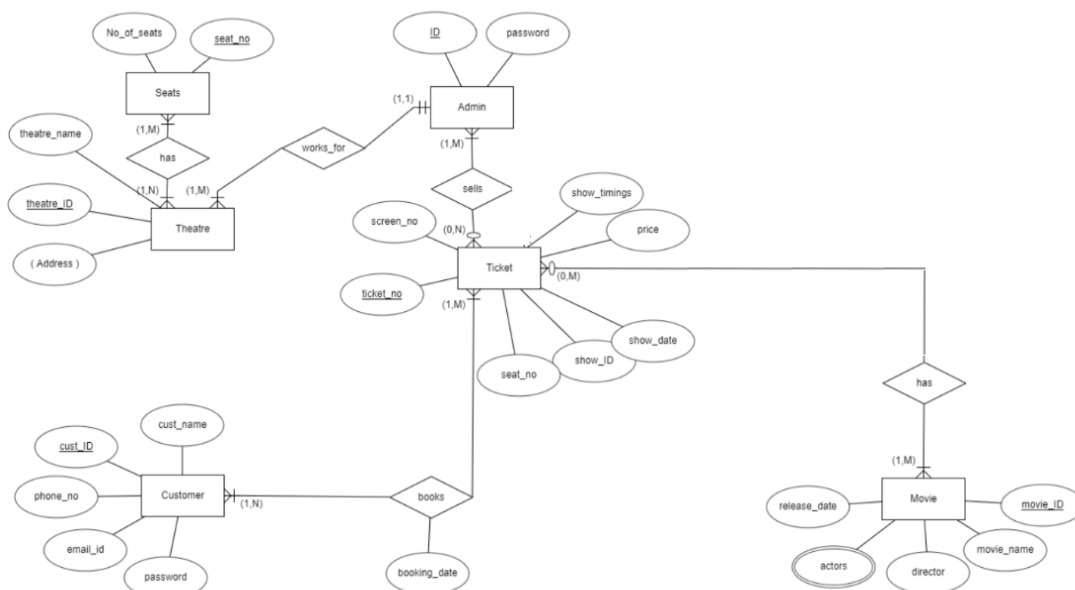 No_of_seats
seat_no
ID
password
Seats
Admin
(1,1)
(1,M)
(1,M)
theatre_name
has
works_for
(1,N)
(1,M)
sells
show_timings
theatre_ID
Theatre
screen_no
(0,N)
price
( Address )
Ticket
(0,M)
ticket_no
(1,M)
show_date
show_ID
seat_no
has
cust_name
cust_ID
(1,M)
phone_no
Customer
(1,N)
books
release_date
Movie
movie_ID
email_id
movie_name
password
booking_date
actors
director